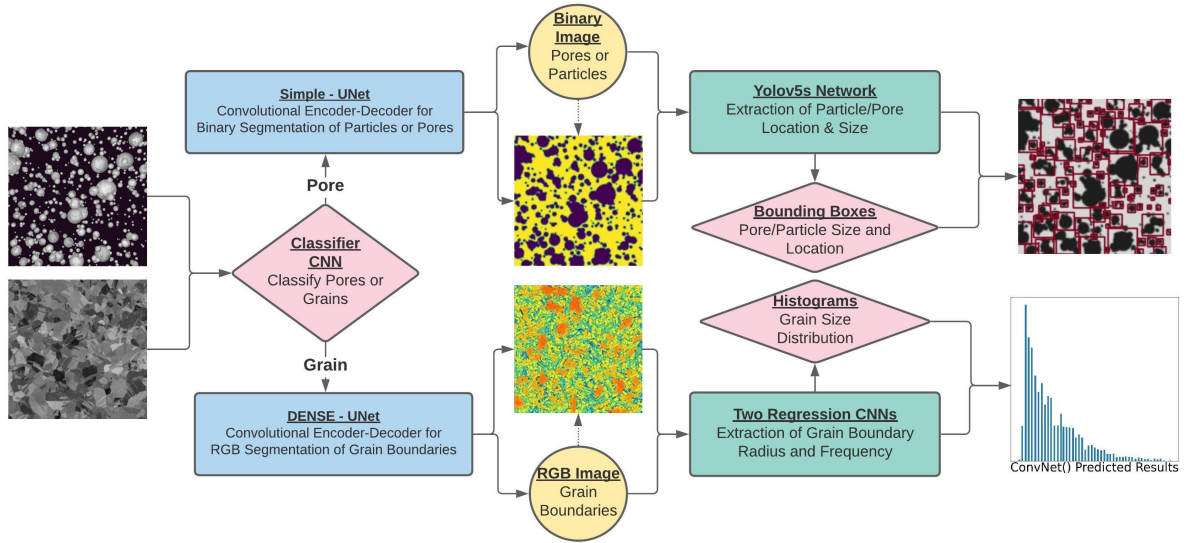 Binary
Image
Pores or
Particles
Simple - UNet
Convolutional Encoder-Decoder for
Binary Segmentation of Particles or Pores
Yolov5s Network
Extraction of Particle/Pore
Location & Size
Pore
Classifier
CNN
Classify Pores or
Grains
Bounding Boxes
Pore/Particle Size and
Location
Histograms
Grain Size
Distribution
Grain
DENSE - UNet
Convolutional Encoder-Decoder for
RGB Segmentation of Grain Boundaries
Two Regression CNNs
Extraction of Grain Boundary
Radius and Frequency
RGB Image
Grain
Boundaries
ConvNet() Predicted Results